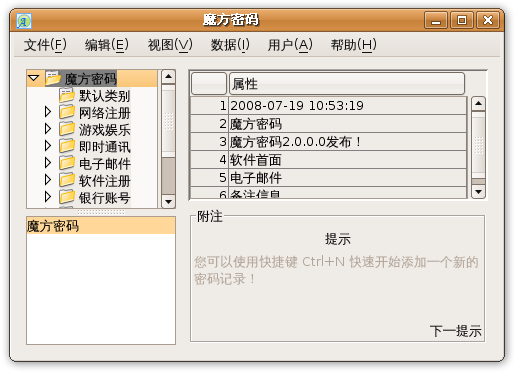 魔方密码
文件(F) 编辑(E) 视图(V) 数据(I) 用户(A) 帮助(H)
魔方密码
默认类别
网络注册
游戏娱乐
即时通讯
电子邮件
软件注册
银行账号
属性
1 2008-07-19 10:53:19
2 魔方密码
3 魔方密码2.0.0.0发布！
4 软件首面
5 电子邮件
6 备注信息
魔方密码
附注
提示
您可以使用快捷键 Ctrl+N 快速开始添加一个新的
密码记录！
下一提示